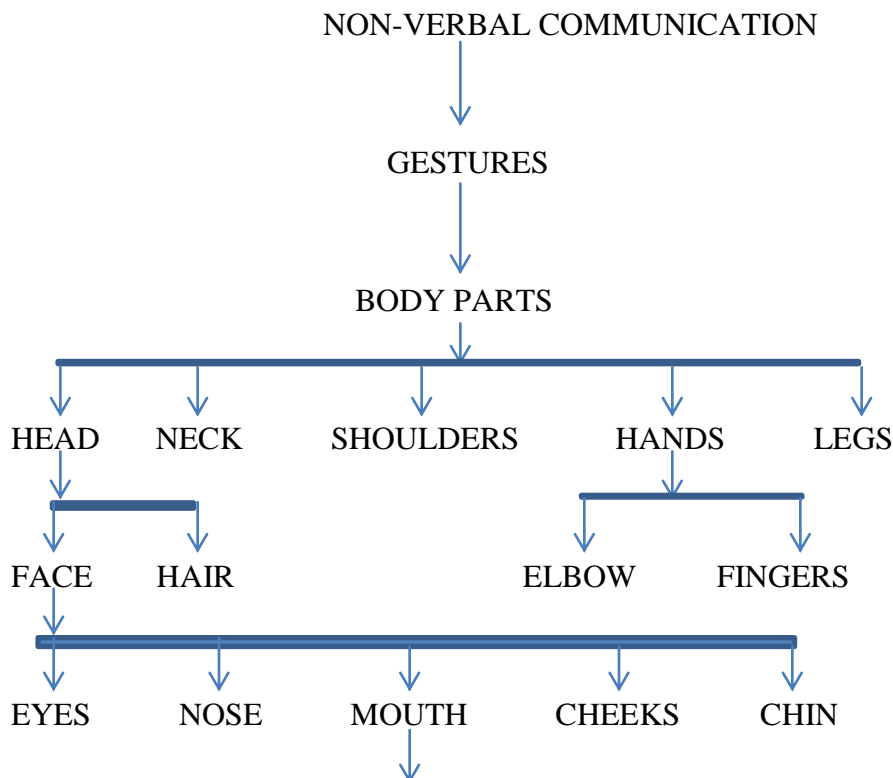 NON-VERBAL COMMUNICATION
GESTURES
BODY PARTS
HEAD NECK SHOULDERS HANDS LEGS
FACE HAIR ELBOW FINGERS
EYES NOSE MOUTH CHEEKS CHIN